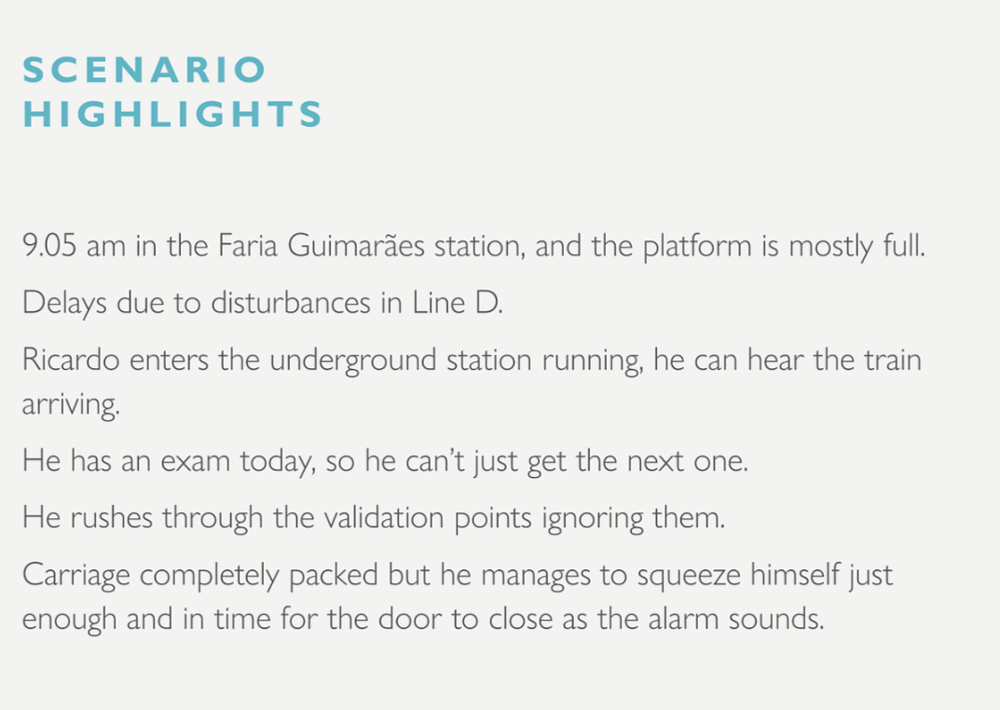 SCENARIO
HIGHLIGHTS
9.05 am in the Faria Guimarães station, and the platform is mostly full.
Delays due to disturbances in Line D.
Ricardo enters the underground station running, he can hear the train
arriving.
He has an exam today, so he can’t just get the next one.
He rushes through the validation points ignoring them.
Carriage completely packed but he manages to squeeze himself just
enough and in time for the door to close as the alarm sounds.